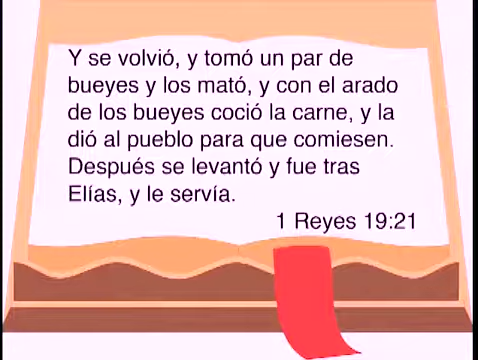 Y se volvió, y tomó un par de
bueyes y los mató, y con el arado
de los bueyes coció la carne, y la
dió al pueblo para que comiesen.
Después se levantó y fue tras
Elías, y le servía.
1 Reyes 19:21